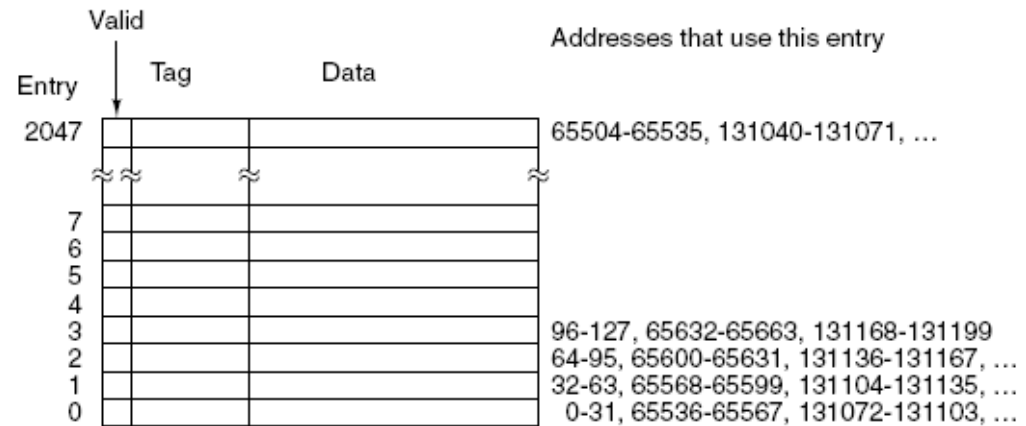 Valid
Addresses that use this entry
Entry Tag Data
2047 65504-65535, 131040-131071, …
7
6
5
4
3 96-127, 65632-65663, 131168-131199
2 64-95, 65600-65631, 131136-131167, …
1 32-63, 65568-65599, 131104-131135, …
0 0-31, 65536-65567, 131072-131103, …